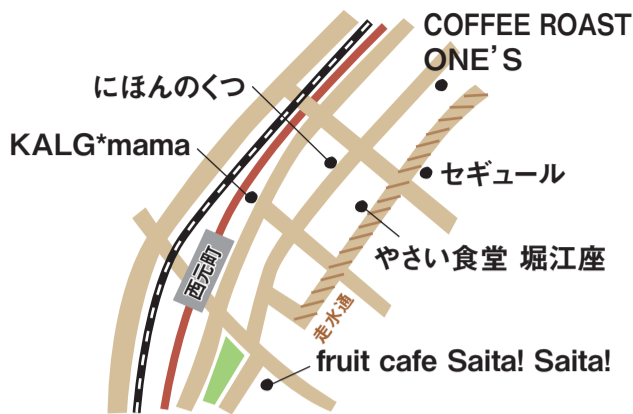 COFFEE ROAST
ONE'S
にほんのくつ
KALG*mama
セギュール
やさい食堂 堀江座
西元町
走水通
fruit cafe Saita! Saita!